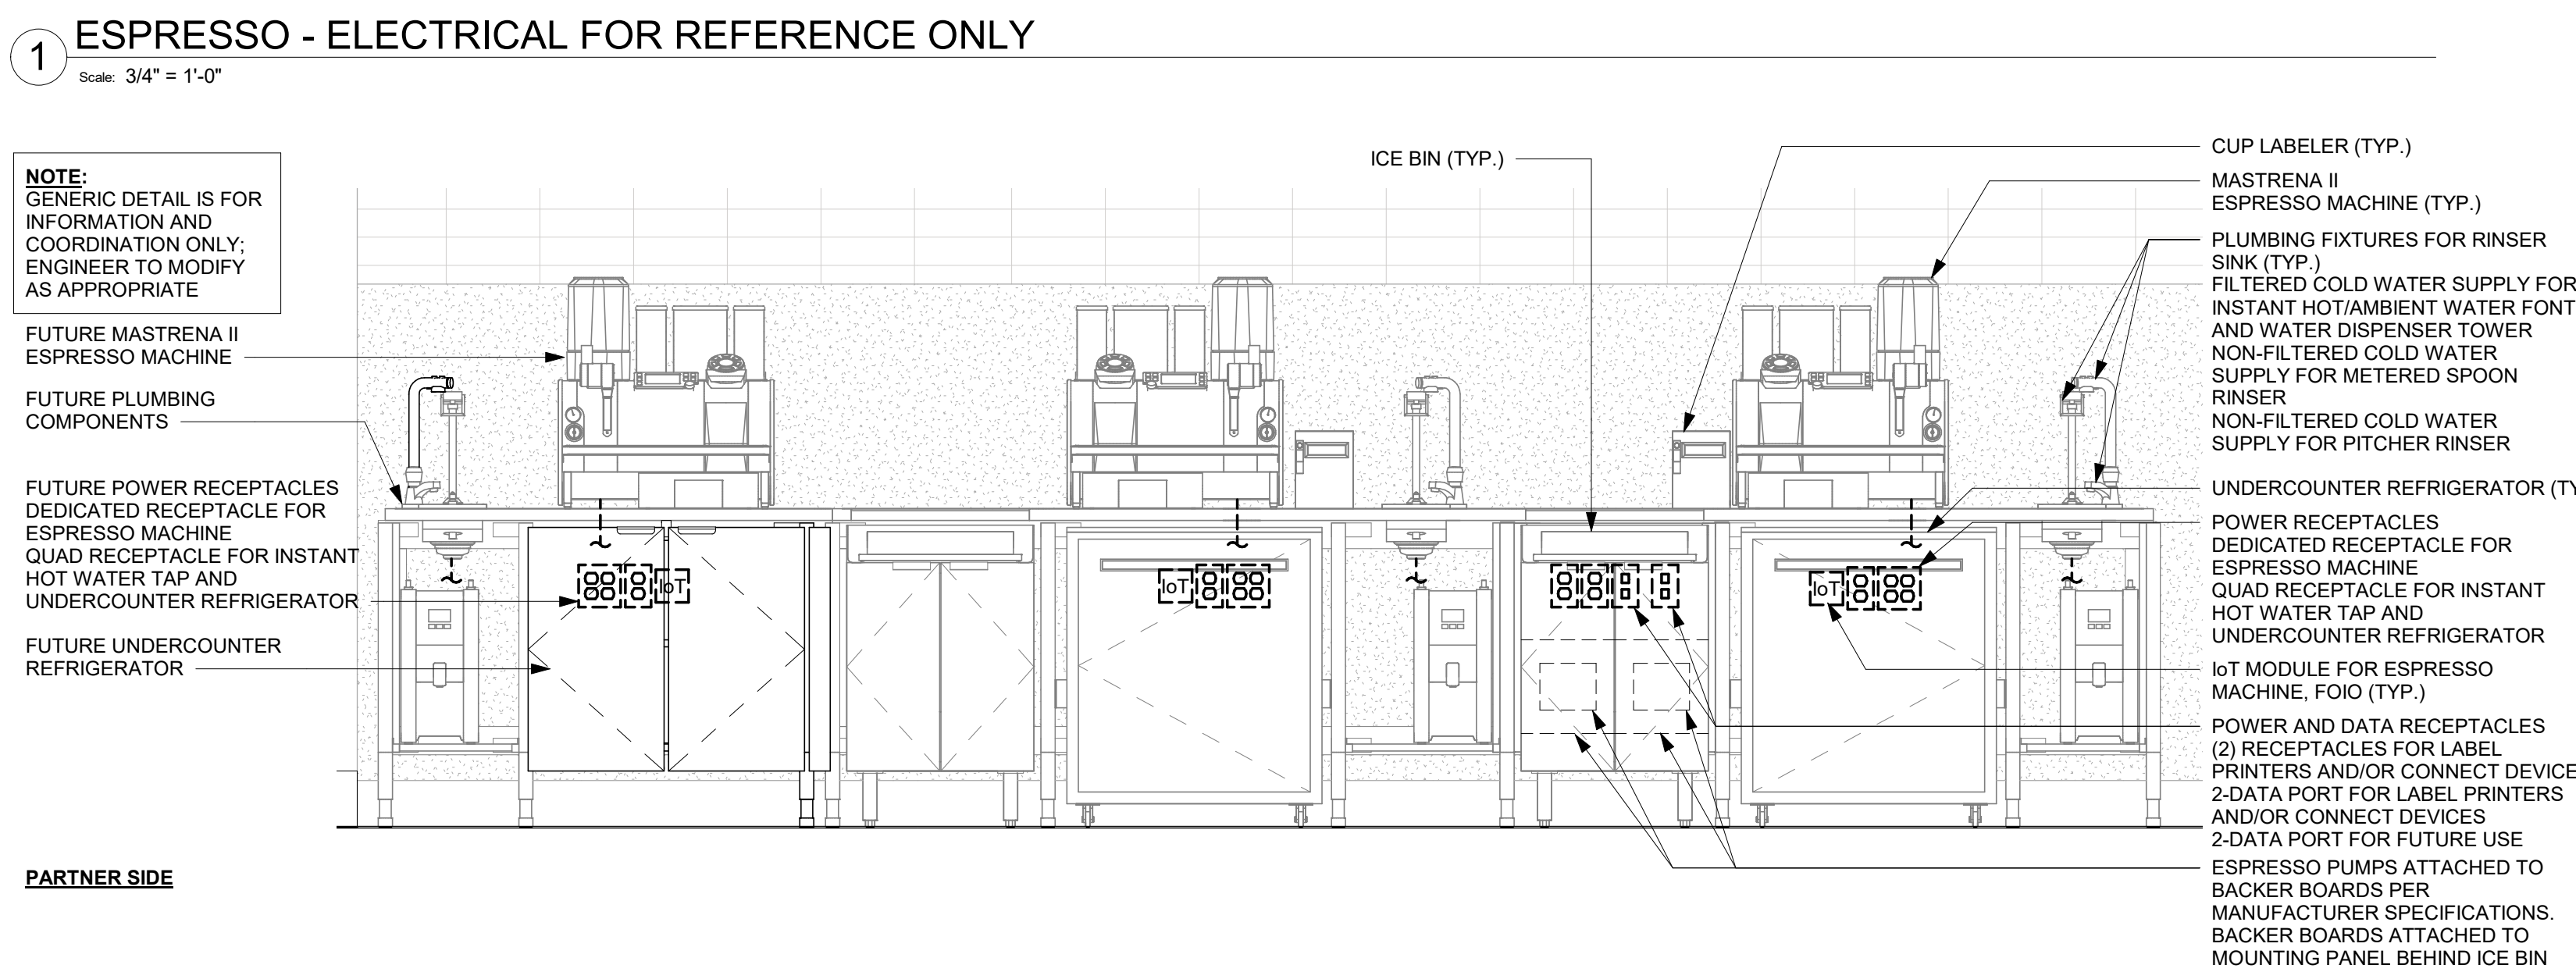 1
ESPRESSO - ELECTRICAL FOR REFERENCE ONLY
Scale: 3/4" = 1'-0"
NOTE:
GENERIC DETAIL IS FOR
INFORMATION AND
COORDINATION ONLY;
ENGINEER TO MODIFY
AS APPROPRIATE
FUTURE MASTRENA II
ESPRESSO MACHINE
FUTURE PLUMBING
COMPONENTS
FUTURE POWER RECEPTACLES
DEDICATED RECEPTACLE FOR
ESPRESSO MACHINE
QUAD RECEPTACLE FOR INSTANT
HOT WATER TAP AND
UNDERCOUNTER REFRIGERATOR
FUTURE UNDERCOUNTER
REFRIGERATOR
PARTNER SIDE
ICE BIN (TYP.)
IoT
IoT
IoT
CUP LABELER (TYP.)
MASTRENA II
ESPRESSO MACHINE (TYP.)
PLUMBING FIXTURES FOR RINSER
SINK (TYP.)
FILTERED COLD WATER SUPPLY FOR
INSTANT HOT/AMBIENT WATER FONT
AND WATER DISPENSER TOWER
NON-FILTERED COLD WATER
SUPPLY FOR METERED SPOON
RINSER
NON-FILTERED COLD WATER
SUPPLY FOR PITCHER RINSER
UNDERCOUNTER REFRIGERATOR (TY
POWER RECEPTACLES
DEDICATED RECEPTACLE FOR
ESPRESSO MACHINE
QUAD RECEPTACLE FOR INSTANT
HOT WATER TAP AND
UNDERCOUNTER REFRIGERATOR
IoT MODULE FOR ESPRESSO
MACHINE, FOIO (TYP.)
POWER AND DATA RECEPTACLES
(2) RECEPTACLES FOR LABEL
PRINTERS AND/OR CONNECT DEVICE
2-DATA PORT FOR LABEL PRINTERS
AND/OR CONNECT DEVICES
2-DATA PORT FOR FUTURE USE
ESPRESSO PUMPS ATTACHED TO
BACKER BOARDS PER
MANUFACTURER SPECIFICATIONS.
BACKER BOARDS ATTACHED TO
MOUNTING PANEL BEHIND ICE BIN